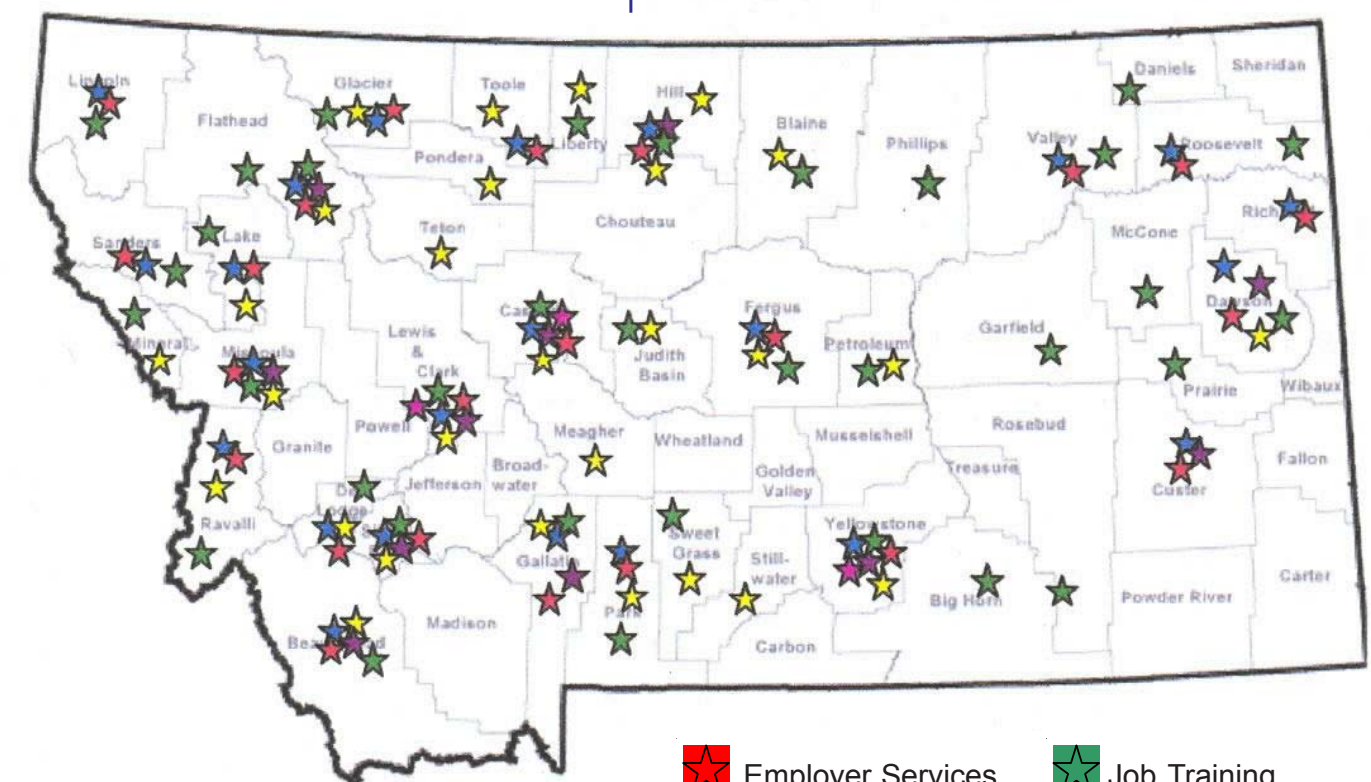 Lincoln
Flathead
Glacier
Toole
Liberty
Hill
Blaine
Phillips
Valley
Daniels
Sheridan
Roosevelt
Pondera
Chouteau
Teton
Sanders
Lake
McCone
Dawson
Mineral
Missoula
Lewis
&
Clark
Judith
Basin
Fergus
Petroleum
Garfield
Prairie
Wibaux
Powell
Granite
Meagher
Wheatland
Musselshell
Rosebud
Treasure
Golden
Valley
Custer
Fallon
Broad-
water
Jefferson
Ravalli
Gallatin
Park
Sweet
Grass
Still-
water
Yellowstone
Big Horn
Powder River
Carter
Madison
Carbon
Employer Services
Job Training